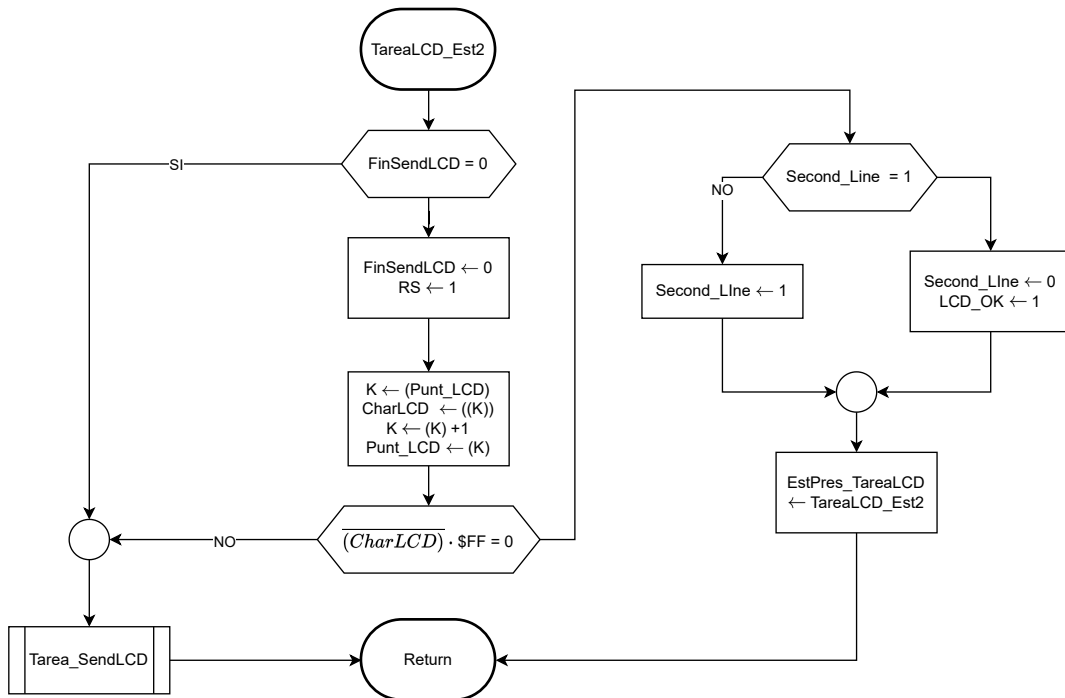 TareaLCD_Est2
FinSendLCD = 0
SI
FinSendLCD ← 0
RS ← 1
K ← (Punt_LCD)
CharLCD ← ((K))
K ← (K) +1
Punt_LCD ← (K)
(CharLCD)‾ · $FF = 0
NO
Tarea_SendLCD
Return
Second_Line = 1
NO
Second_LIne ← 1
Second_LIne ← 0
LCD_OK ← 1
EstPres_TareaLCD
← TareaLCD_Est2